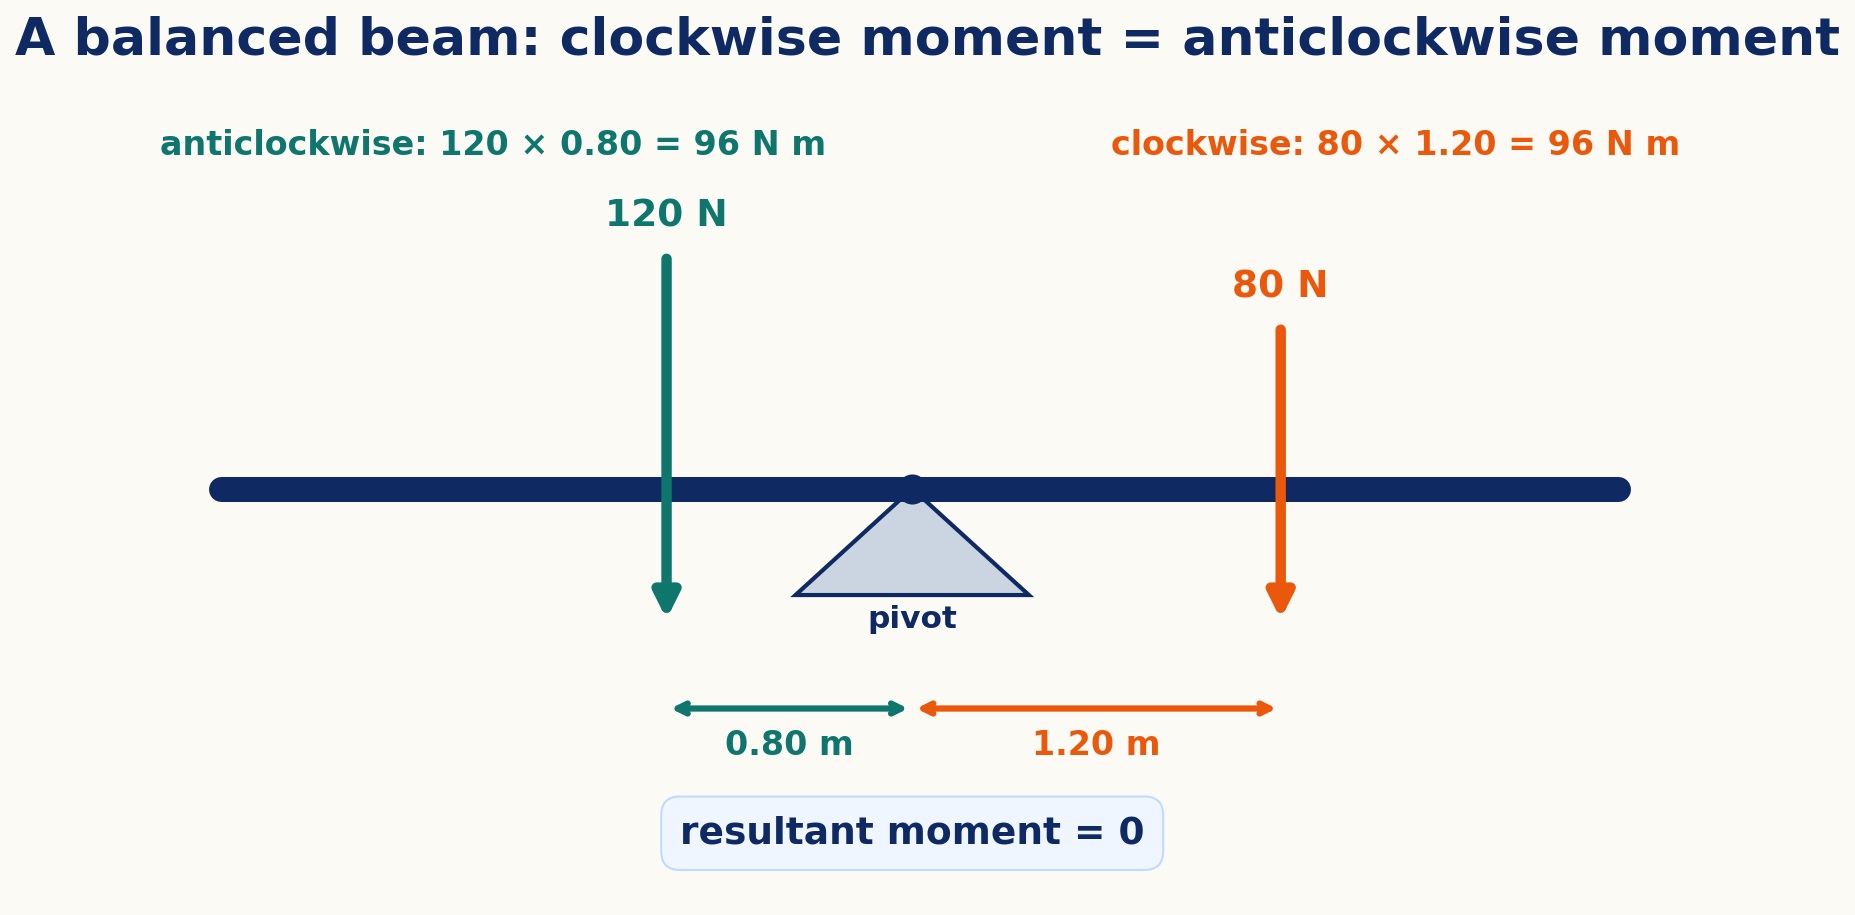 A balanced beam: clockwise moment = anticlockwise moment
anticlockwise: 120 × 0.80 = 96 N m
clockwise: 80 × 1.20 = 96 N m
120 N
80 N
pivot
0.80 m
1.20 m
resultant moment = 0